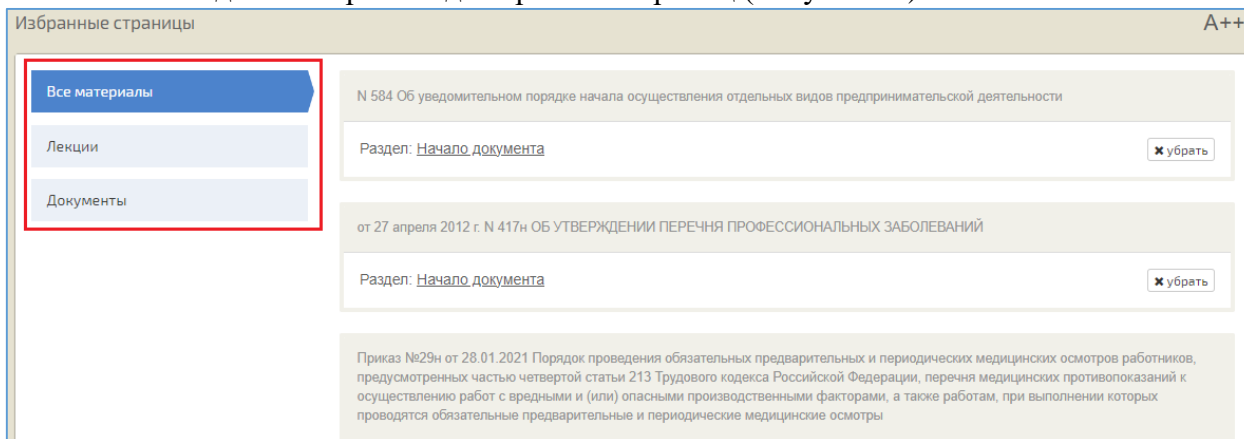 Избранные страницы
A++
Все материалы
Лекции
Документы
N 584 Об уведомительном порядке начала осуществления отдельных видов предпринимательской деятельности
Раздел: Начало документа
✖ убрать
от 27 апреля 2012 г. N 417н ОБ УТВЕРЖДЕНИИ ПЕРЕЧНЯ ПРОФЕССИОНАЛЬНЫХ ЗАБОЛЕВАНИЙ
Раздел: Начало документа
✖ убрать
Приказ №29н от 28.01.2021 Порядок проведения обязательных предварительных и периодических медицинских осмотров работников,
предусмотренных частью четвертой статьи 213 Трудового кодекса Российской Федерации, перечня медицинских противопоказаний к
осуществлению работ с вредными и (или) опасными производственными факторами, а также работам, при выполнении которых
проводятся обязательные предварительные и периодические медицинские осмотры